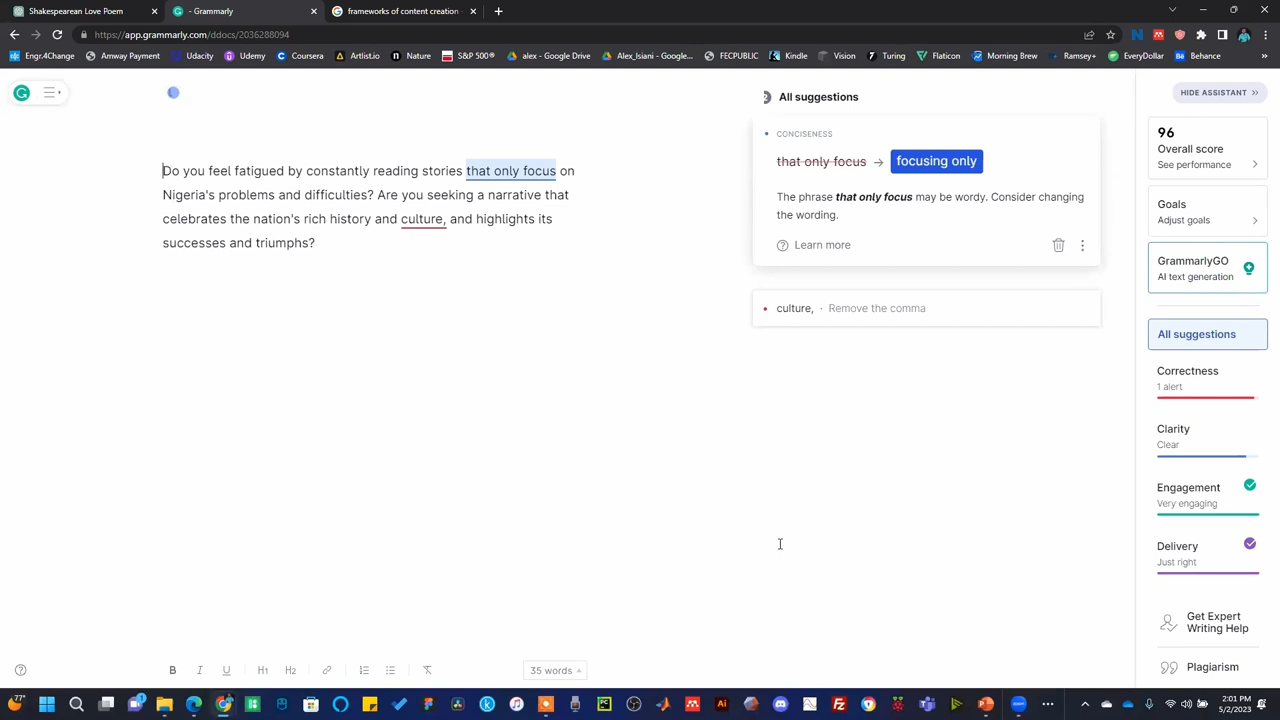 Shakespearean Love Poem
- Grammarly
frameworks of content creation -
https://app.grammarly.com/ddocs/2036288094
Engr.4Change
Amway Payment
Udacity
Coursera
Artlist.io
Nature
S&P 500®
alex - Google Drive
Alex_Isiani - Google...
FECPUBLIC
Kindle
Vision
Turing
Flaticon
Morning Brew
Ramsey+
EveryDollar
Behance
Do you feel fatigued by constantly reading stories that only focus on
Nigeria's problems and difficulties? Are you seeking a narrative that
celebrates the nation's rich history and culture, and highlights its
successes and triumphs?
All suggestions
CONCISENESS
that only focus → focusing only
The phrase that only focus may be wordy. Consider changing
the wording.
Learn more
culture, · Remove the comma
HIDE ASSISTANT
96
Overall score
See performance
Goals
Adjust goals
GrammarlyGO
AI text generation
All suggestions
Correctness
1 alert
Clarity
Clear
Engagement
Very engaging
Delivery
Just right
Get Expert
Writing Help
Plagiarism
B I U H1 H2
35 words
77°
2:01 PM
5/2/2023